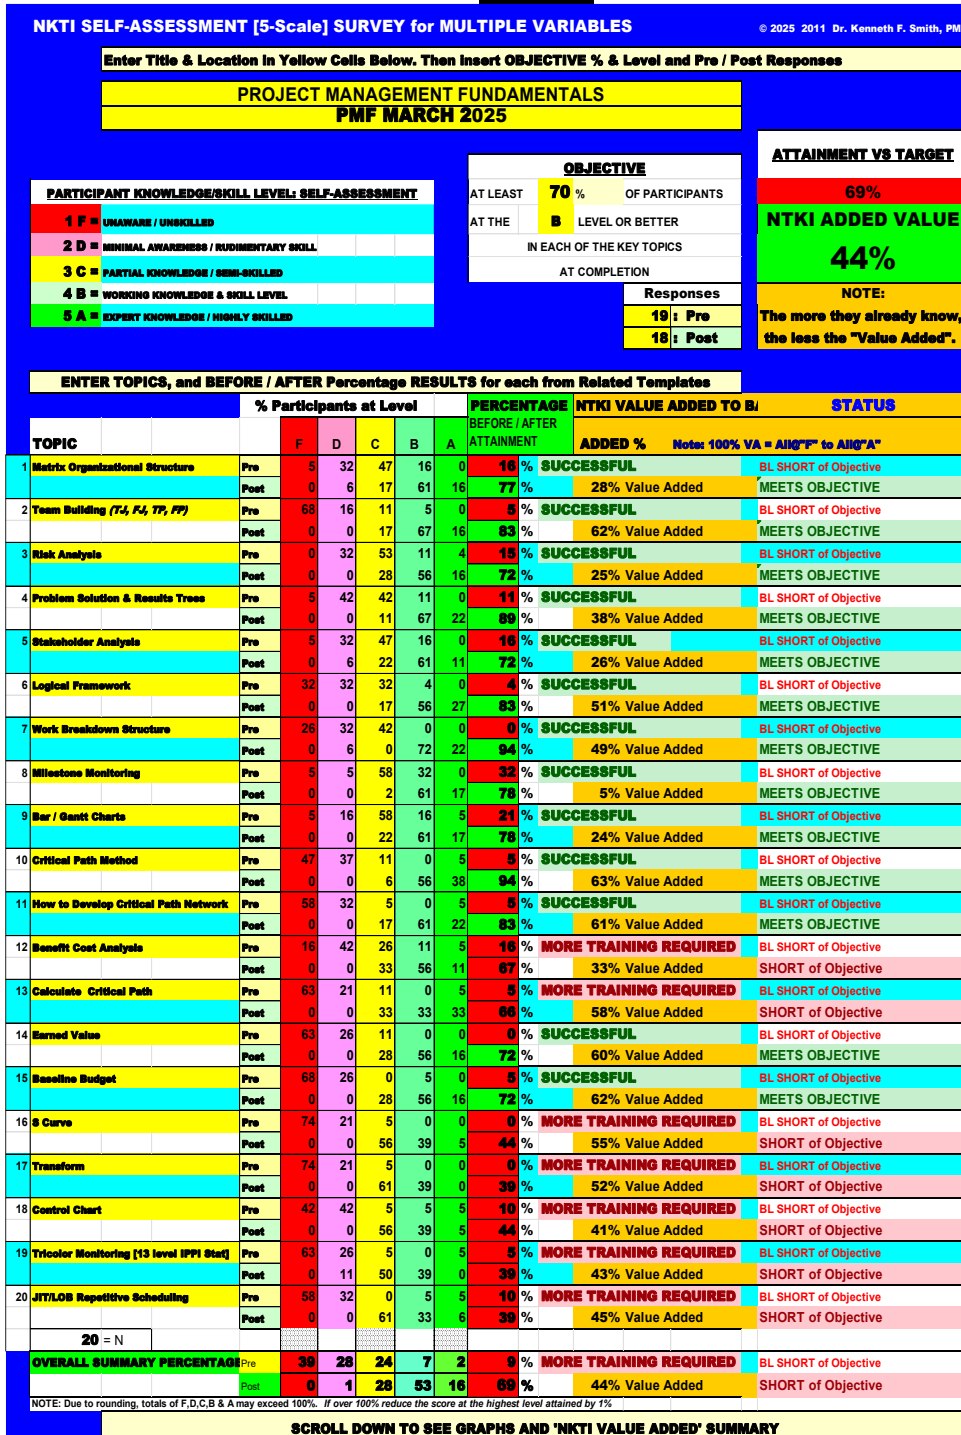 NKTI SELF-ASSESSMENT [5-Scale] SURVEY for MULTIPLE VARIABLES © 2025 2011 Dr. Kenneth F. Smith, PM
Enter Title & Location in Yellow Cells Below. Then Insert OBJECTIVE % & Level and Pre / Post Responses
PROJECT MANAGEMENT FUNDAMENTALS
PMF MARCH 2025
ATTAINMENT VS TARGET
69%
NTKI ADDED VALUE
44%
NOTE:
The more they already know,
the less the "Value Added".
OBJECTIVE
AT LEAST 70 % OF PARTICIPANTS
AT THE B LEVEL OR BETTER
IN EACH OF THE KEY TOPICS
AT COMPLETION
Responses
19 : Pre
18 : Post
PARTICIPANT KNOWLEDGE/SKILL LEVEL: SELF-ASSESSMENT
1 F = UNAWARE / UNSKILLED
2 D = MINIMAL AWARENESS / RUDIMENTARY SKILL
3 C = PARTIAL KNOWLEDGE / SEMI-SKILLED
4 B = WORKING KNOWLEDGE & SKILL LEVEL
5 A = EXPERT KNOWLEDGE / HIGHLY SKILLED
ENTER TOPICS, and BEFORE / AFTER Percentage RESULTS for each from Related Templates
% Participants at Level PERCENTAGE NTKI VALUE ADDED TO BA STATUS
BEFORE / AFTER
TOPIC F D C B A ATTAINMENT ADDED % Nota: 100% VA = All@"F" to All@"A"
1 Matrix Organizational Structure Pre 5 32 47 16 0 16 % SUCCESSFUL BL SHORT of Objective
Post 0 6 17 61 16 77 % 28% Value Added MEETS OBJECTIVE
2 Team Building (TJ, FJ, TP, FP) Pre 68 16 11 5 0 5 % SUCCESSFUL BL SHORT of Objective
Post 0 0 17 67 16 83 % 62% Value Added MEETS OBJECTIVE
3 Risk Analysis Pre 0 32 53 11 4 15 % SUCCESSFUL BL SHORT of Objective
Post 0 0 28 56 16 72 % 25% Value Added MEETS OBJECTIVE
4 Problem Solution & Results Trees Pre 5 42 42 11 0 11 % SUCCESSFUL BL SHORT of Objective
Post 0 0 11 67 22 89 % 38% Value Added MEETS OBJECTIVE
5 Stakeholder Analysis Pre 5 32 47 16 0 16 % SUCCESSFUL BL SHORT of Objective
Post 0 6 22 61 11 72 % 26% Value Added MEETS OBJECTIVE
6 Logical Framework Pre 32 32 32 4 0 4 % SUCCESSFUL BL SHORT of Objective
Post 0 0 17 56 27 83 % 51% Value Added MEETS OBJECTIVE
7 Work Breakdown Structure Pre 26 32 42 0 0 0 % SUCCESSFUL BL SHORT of Objective
Post 0 6 0 72 22 94 % 49% Value Added MEETS OBJECTIVE
8 Milestone Monitoring Pre 5 5 58 32 0 32 % SUCCESSFUL BL SHORT of Objective
Post 0 0 2 61 17 78 % 5% Value Added MEETS OBJECTIVE
9 Bar / Gantt Charts Pre 5 16 58 16 5 21 % SUCCESSFUL BL SHORT of Objective
Post 0 0 22 61 17 78 % 24% Value Added MEETS OBJECTIVE
10 Critical Path Method Pre 47 37 11 0 5 5 % SUCCESSFUL BL SHORT of Objective
Post 0 0 6 56 38 94 % 63% Value Added MEETS OBJECTIVE
11 How to Develop Critical Path Network Pre 58 32 5 0 5 5 % SUCCESSFUL BL SHORT of Objective
Post 0 0 17 61 22 83 % 61% Value Added MEETS OBJECTIVE
12 Benefit Cost Analysis Pre 16 42 26 11 5 16 % MORE TRAINING REQUIRED BL SHORT of Objective
Post 0 0 33 56 11 67 % 33% Value Added SHORT of Objective
13 Calculate Critical Path Pre 63 21 11 0 5 5 % MORE TRAINING REQUIRED BL SHORT of Objective
Post 0 0 33 33 33 66 % 58% Value Added SHORT of Objective
14 Earned Value Pre 63 26 11 0 0 0 % SUCCESSFUL BL SHORT of Objective
Post 0 0 28 56 16 72 % 60% Value Added MEETS OBJECTIVE
15 Baseline Budget Pre 68 26 0 5 0 5 % SUCCESSFUL BL SHORT of Objective
Post 0 0 28 56 16 72 % 62% Value Added MEETS OBJECTIVE
16 S Curve Pre 74 21 5 0 0 0 % MORE TRAINING REQUIRED BL SHORT of Objective
Post 0 0 56 39 5 44 % 55% Value Added SHORT of Objective
17 Transform Pre 74 21 5 0 0 0 % MORE TRAINING REQUIRED BL SHORT of Objective
Post 0 0 61 39 0 39 % 52% Value Added SHORT of Objective
18 Control Chart Pre 42 42 5 5 5 10 % MORE TRAINING REQUIRED BL SHORT of Objective
Post 0 0 56 39 5 44 % 41% Value Added SHORT of Objective
19 Tricolor Monitoring [13 level IPPI Stat] Pre 63 26 5 0 5 5 % MORE TRAINING REQUIRED BL SHORT of Objective
Post 0 11 50 39 0 39 % 43% Value Added SHORT of Objective
20 JIT/LOB Repetitive Scheduling Pre 58 32 0 5 5 10 % MORE TRAINING REQUIRED BL SHORT of Objective
Post 0 0 61 33 6 39 % 45% Value Added SHORT of Objective
20 = N
OVERALL SUMMARY PERCENTAGE Pre 39 28 24 7 2 9 % MORE TRAINING REQUIRED BL SHORT of Objective
Post 0 1 28 53 16 69 % 44% Value Added SHORT of Objective
NOTE: Due to rounding, totals of F,D,C,B & A may exceed 100%. If over 100% reduce the score at the highest level attained by 1%
SCROLL DOWN TO SEE GRAPHS AND 'NKTI VALUE ADDED' SUMMARY